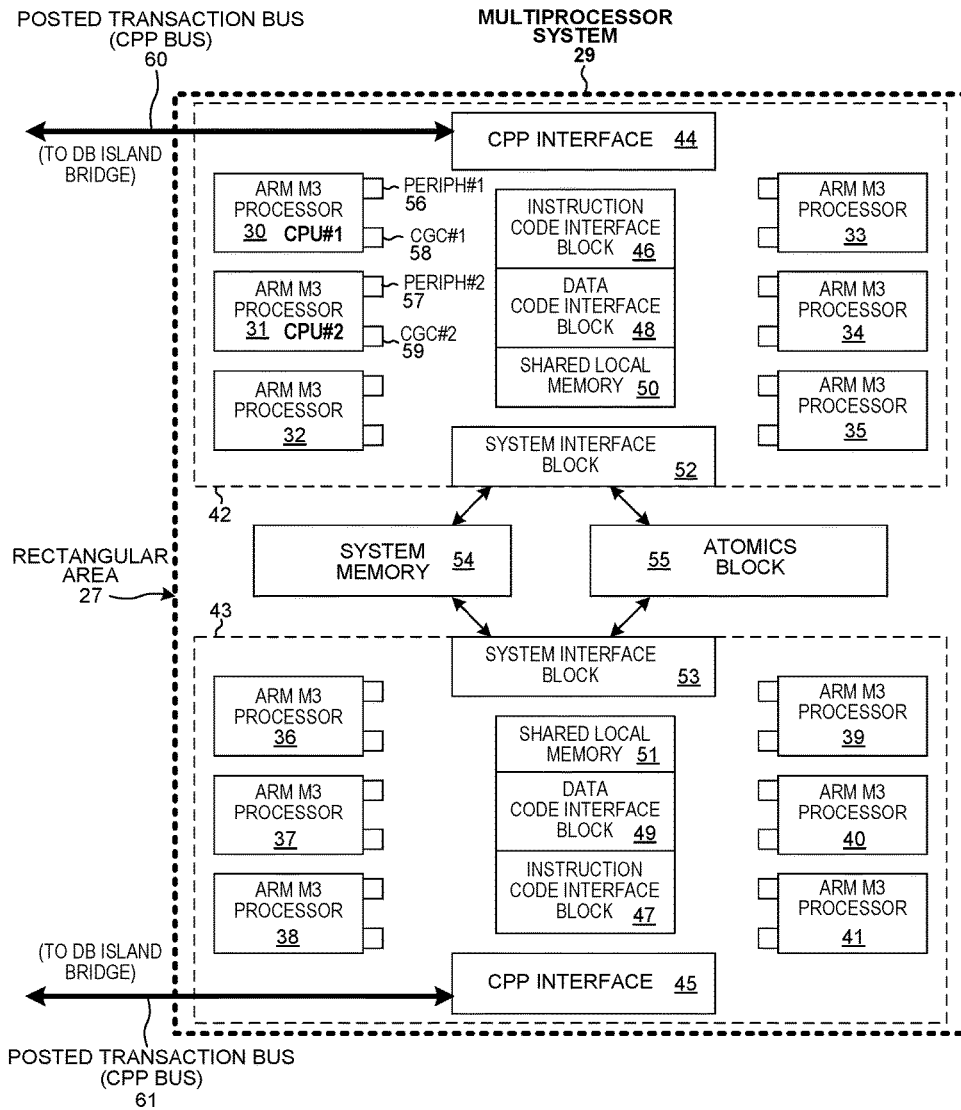 POSTED TRANSACTION BUS
(CPP BUS)
60
MULTIPROCESSOR
SYSTEM
29
(TO DB ISLAND
BRIDGE)
CPP INTERFACE 44
ARM M3
PROCESSOR
30 CPU#1
PERIPH#1
56
CGC#1
58
INSTRUCTION
CODE INTERFACE
BLOCK 46
ARM M3
PROCESSOR
33
ARM M3
PROCESSOR
31 CPU#2
PERIPH#2
57
CGC#2
59
DATA
CODE INTERFACE
BLOCK 48
ARM M3
PROCESSOR
34
ARM M3
PROCESSOR
32
SHARED LOCAL
MEMORY 50
ARM M3
PROCESSOR
35
SYSTEM INTERFACE
BLOCK 52
42
SYSTEM
MEMORY 54
55 ATOMICS
BLOCK
RECTANGULAR
AREA
27
43
SYSTEM INTERFACE
BLOCK 53
ARM M3
PROCESSOR
36
SHARED LOCAL
MEMORY 51
ARM M3
PROCESSOR
39
ARM M3
PROCESSOR
37
DATA
CODE INTERFACE
BLOCK 49
ARM M3
PROCESSOR
40
ARM M3
PROCESSOR
38
INSTRUCTION
CODE INTERFACE
BLOCK 47
ARM M3
PROCESSOR
41
(TO DB ISLAND
BRIDGE)
CPP INTERFACE 45
POSTED TRANSACTION BUS
(CPP BUS)
61